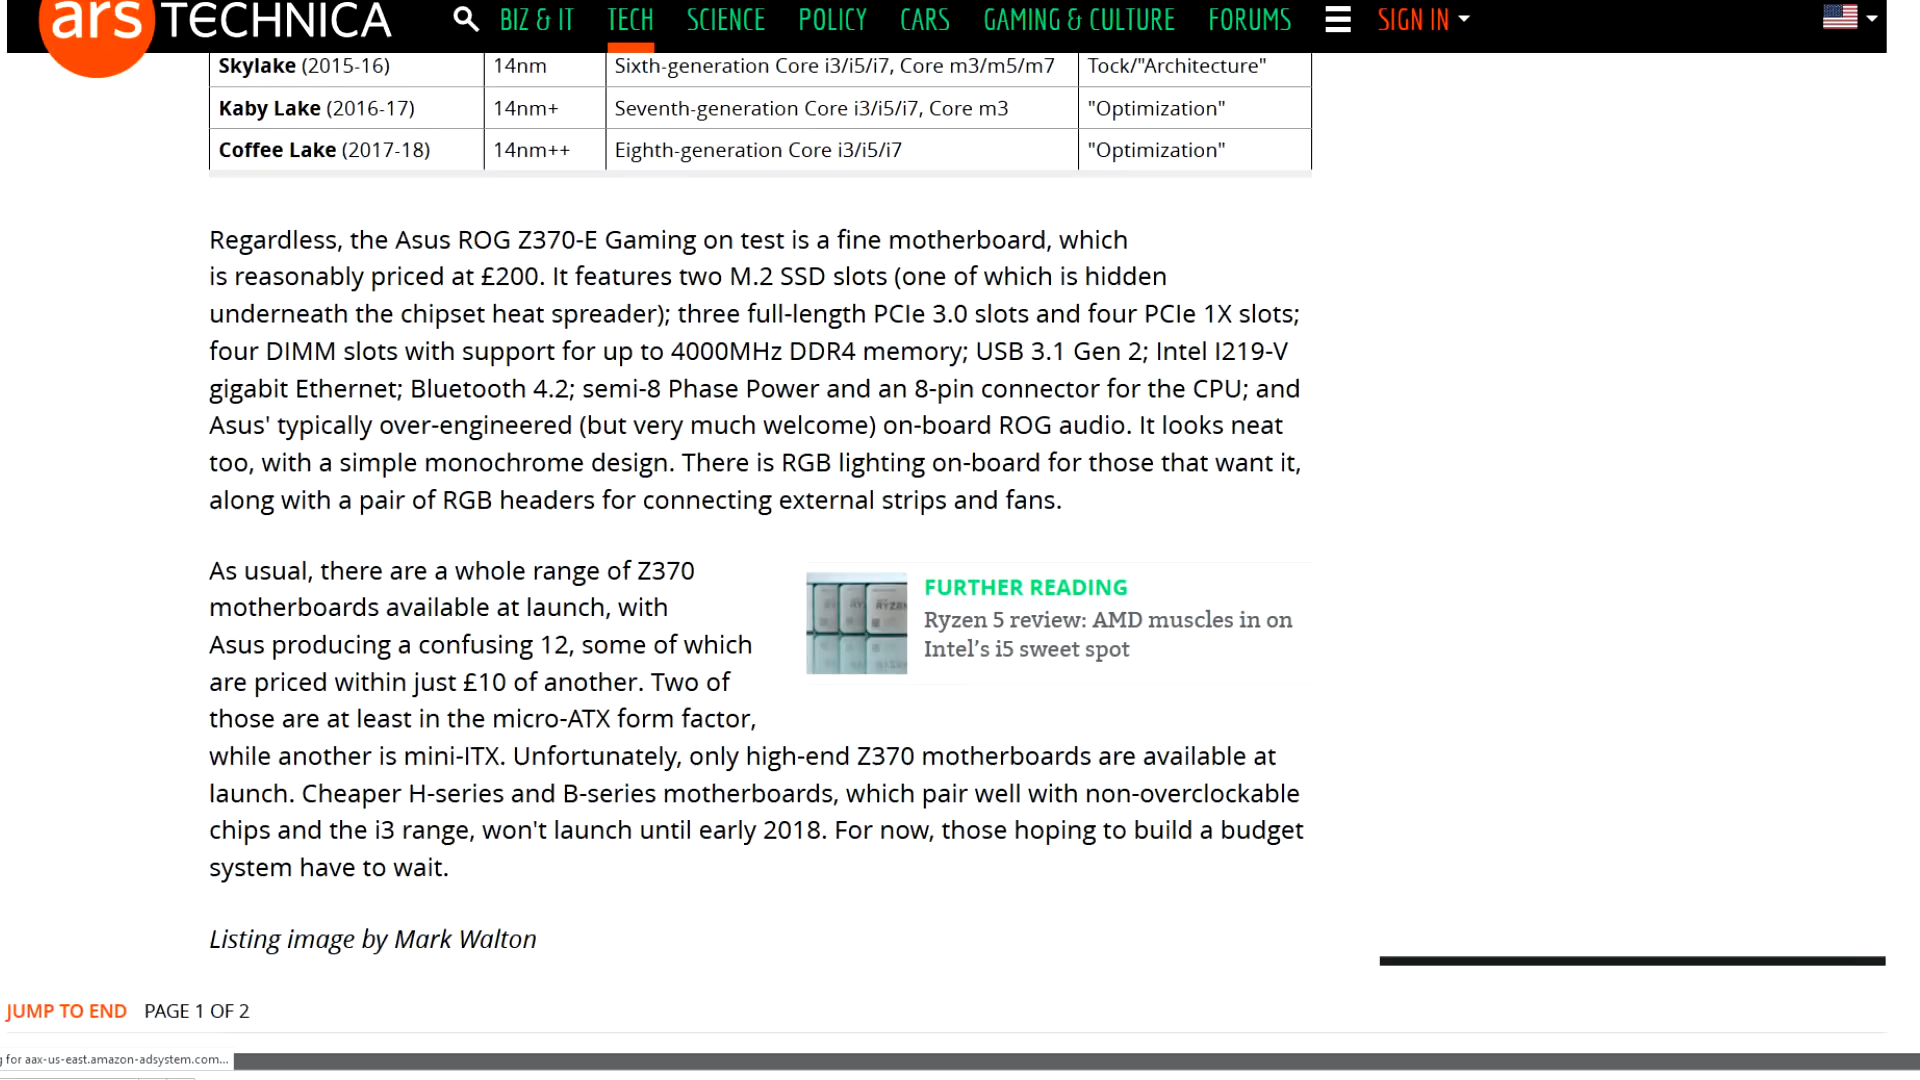 ars TECHNICA BIZ & IT TECH SCIENCE POLICY CARS GAMING & CULTURE FORUMS SIGN IN
Skylake (2015-16) 14nm Sixth-generation Core i3/i5/i7, Core m3/m5/m7 Tock/"Architecture"
Kaby Lake (2016-17) 14nm+ Seventh-generation Core i3/i5/i7, Core m3 "Optimization"
Coffee Lake (2017-18) 14nm++ Eighth-generation Core i3/i5/i7 "Optimization"
Regardless, the Asus ROG Z370-E Gaming on test is a fine motherboard, which
is reasonably priced at £200. It features two M.2 SSD slots (one of which is hidden
underneath the chipset heat spreader); three full-length PCIe 3.0 slots and four PCIe 1X slots;
four DIMM slots with support for up to 4000MHz DDR4 memory; USB 3.1 Gen 2; Intel I219-V
gigabit Ethernet; Bluetooth 4.2; semi-8 Phase Power and an 8-pin connector for the CPU; and
Asus' typically over-engineered (but very much welcome) on-board ROG audio. It looks neat
too, with a simple monochrome design. There is RGB lighting on-board for those that want it,
along with a pair of RGB headers for connecting external strips and fans.
As usual, there are a whole range of Z370
motherboards available at launch, with
Asus producing a confusing 12, some of which
are priced within just £10 of another. Two of
those are at least in the micro-ATX form factor,
while another is mini-ITX. Unfortunately, only high-end Z370 motherboards are available at
launch. Cheaper H-series and B-series motherboards, which pair well with non-overclockable
chips and the i3 range, won't launch until early 2018. For now, those hoping to build a budget
system have to wait.
FURTHER READING
Ryzen 5 review: AMD muscles in on
Intel's i5 sweet spot
RYZEN
Listing image by Mark Walton
JUMP TO END PAGE 1 OF 2
g for aax-us-east.amazon-adsystem.com...